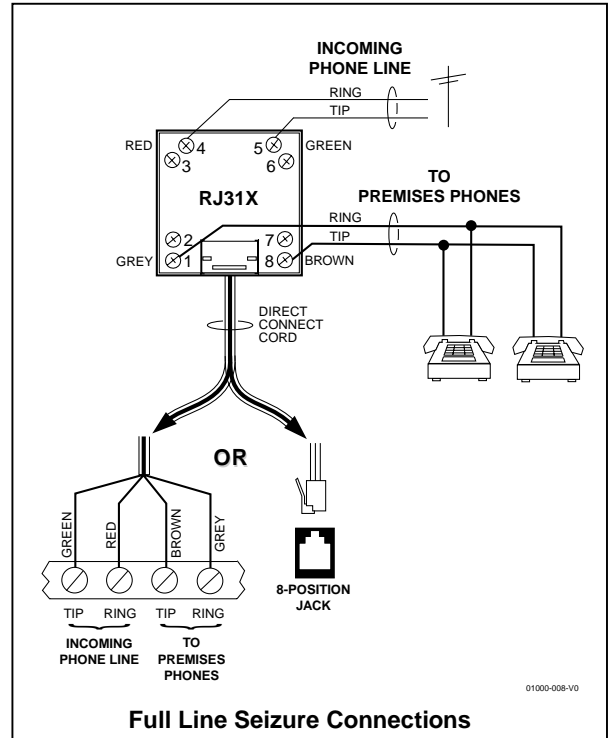 INCOMING
PHONE LINE
RING
TIP
RED
4
5
GREEN
3
6
RJ31X
TO
PREMISES PHONES
RING
TIP
2
7
GREY
1
8
BROWN
DIRECT
CONNECT
CORD
OR
GREEN
RED
BROWN
GREY
8-POSITION
JACK
TIP RING TIP RING
INCOMING
PHONE LINE
TO
PREMISES
PHONES
01000-008-V0
Full Line Seizure Connections